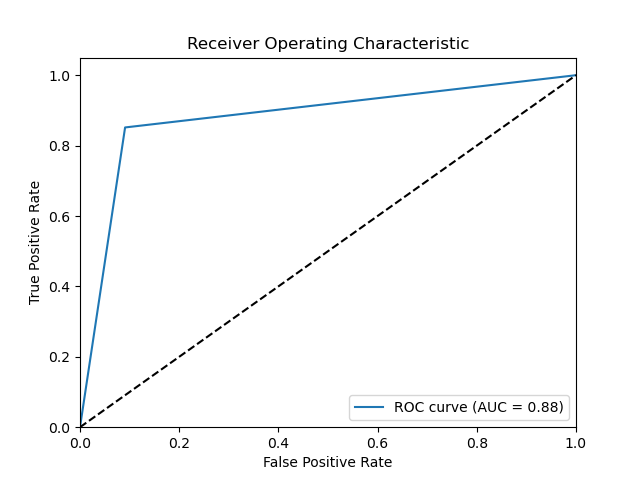 Receiver Operating Characteristic
True Positive Rate
1.0
0.8
0.6
0.4
0.2
0.0
ROC curve (AUC = 0.88)
0.0 0.2 0.4 0.6 0.8 1.0
False Positive Rate